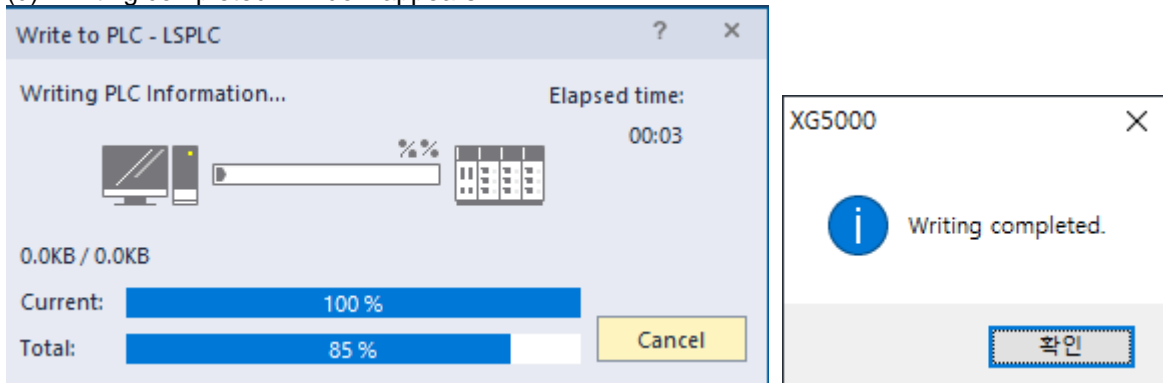 Write to PLC - LSPLC ? ×
Writing PLC Information...
Elapsed time:
00:03
0.0KB / 0.0KB
Current: 100 %
Total: 85 %
Cancel
XG5000
Writing completed.
확인